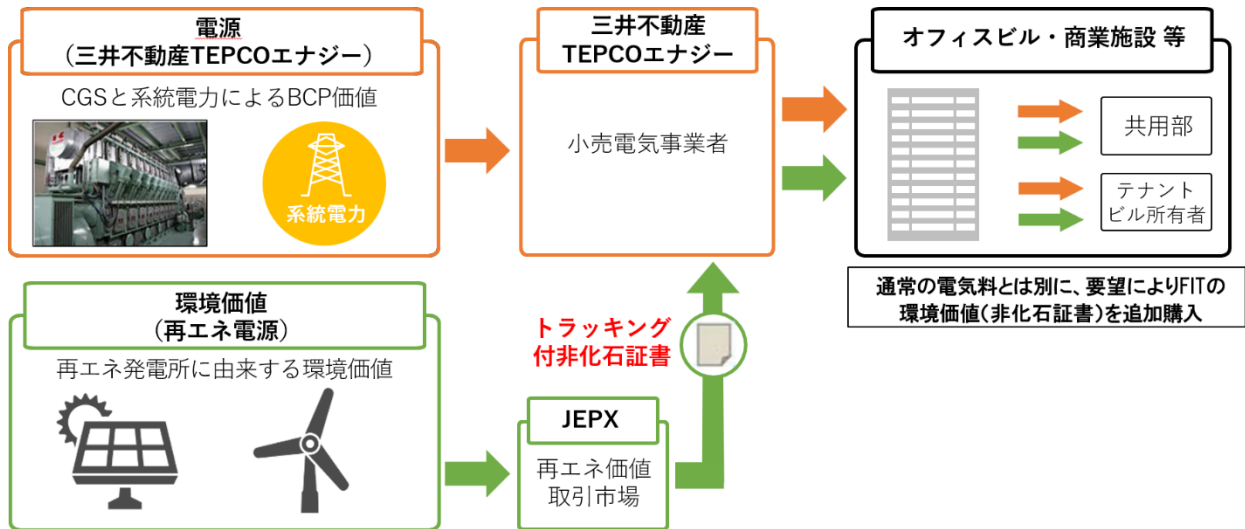 電源
（三井不動産TEPCOエナジー）
CGSと系統電力によるBCP価値
系統電力
三井不動産
TEPCOエナジー
小売電気事業者
オフィスビル・商業施設 等
共用部
テナント
ビル所有者
通常の電気料とは別に、要望によりFITの
環境価値（非化石証書）を追加購入
環境価値
（再エネ電源）
再エネ発電所に由来する環境価値
トラッキング
付非化石証書
JEPX
再エネ価値
取引市場